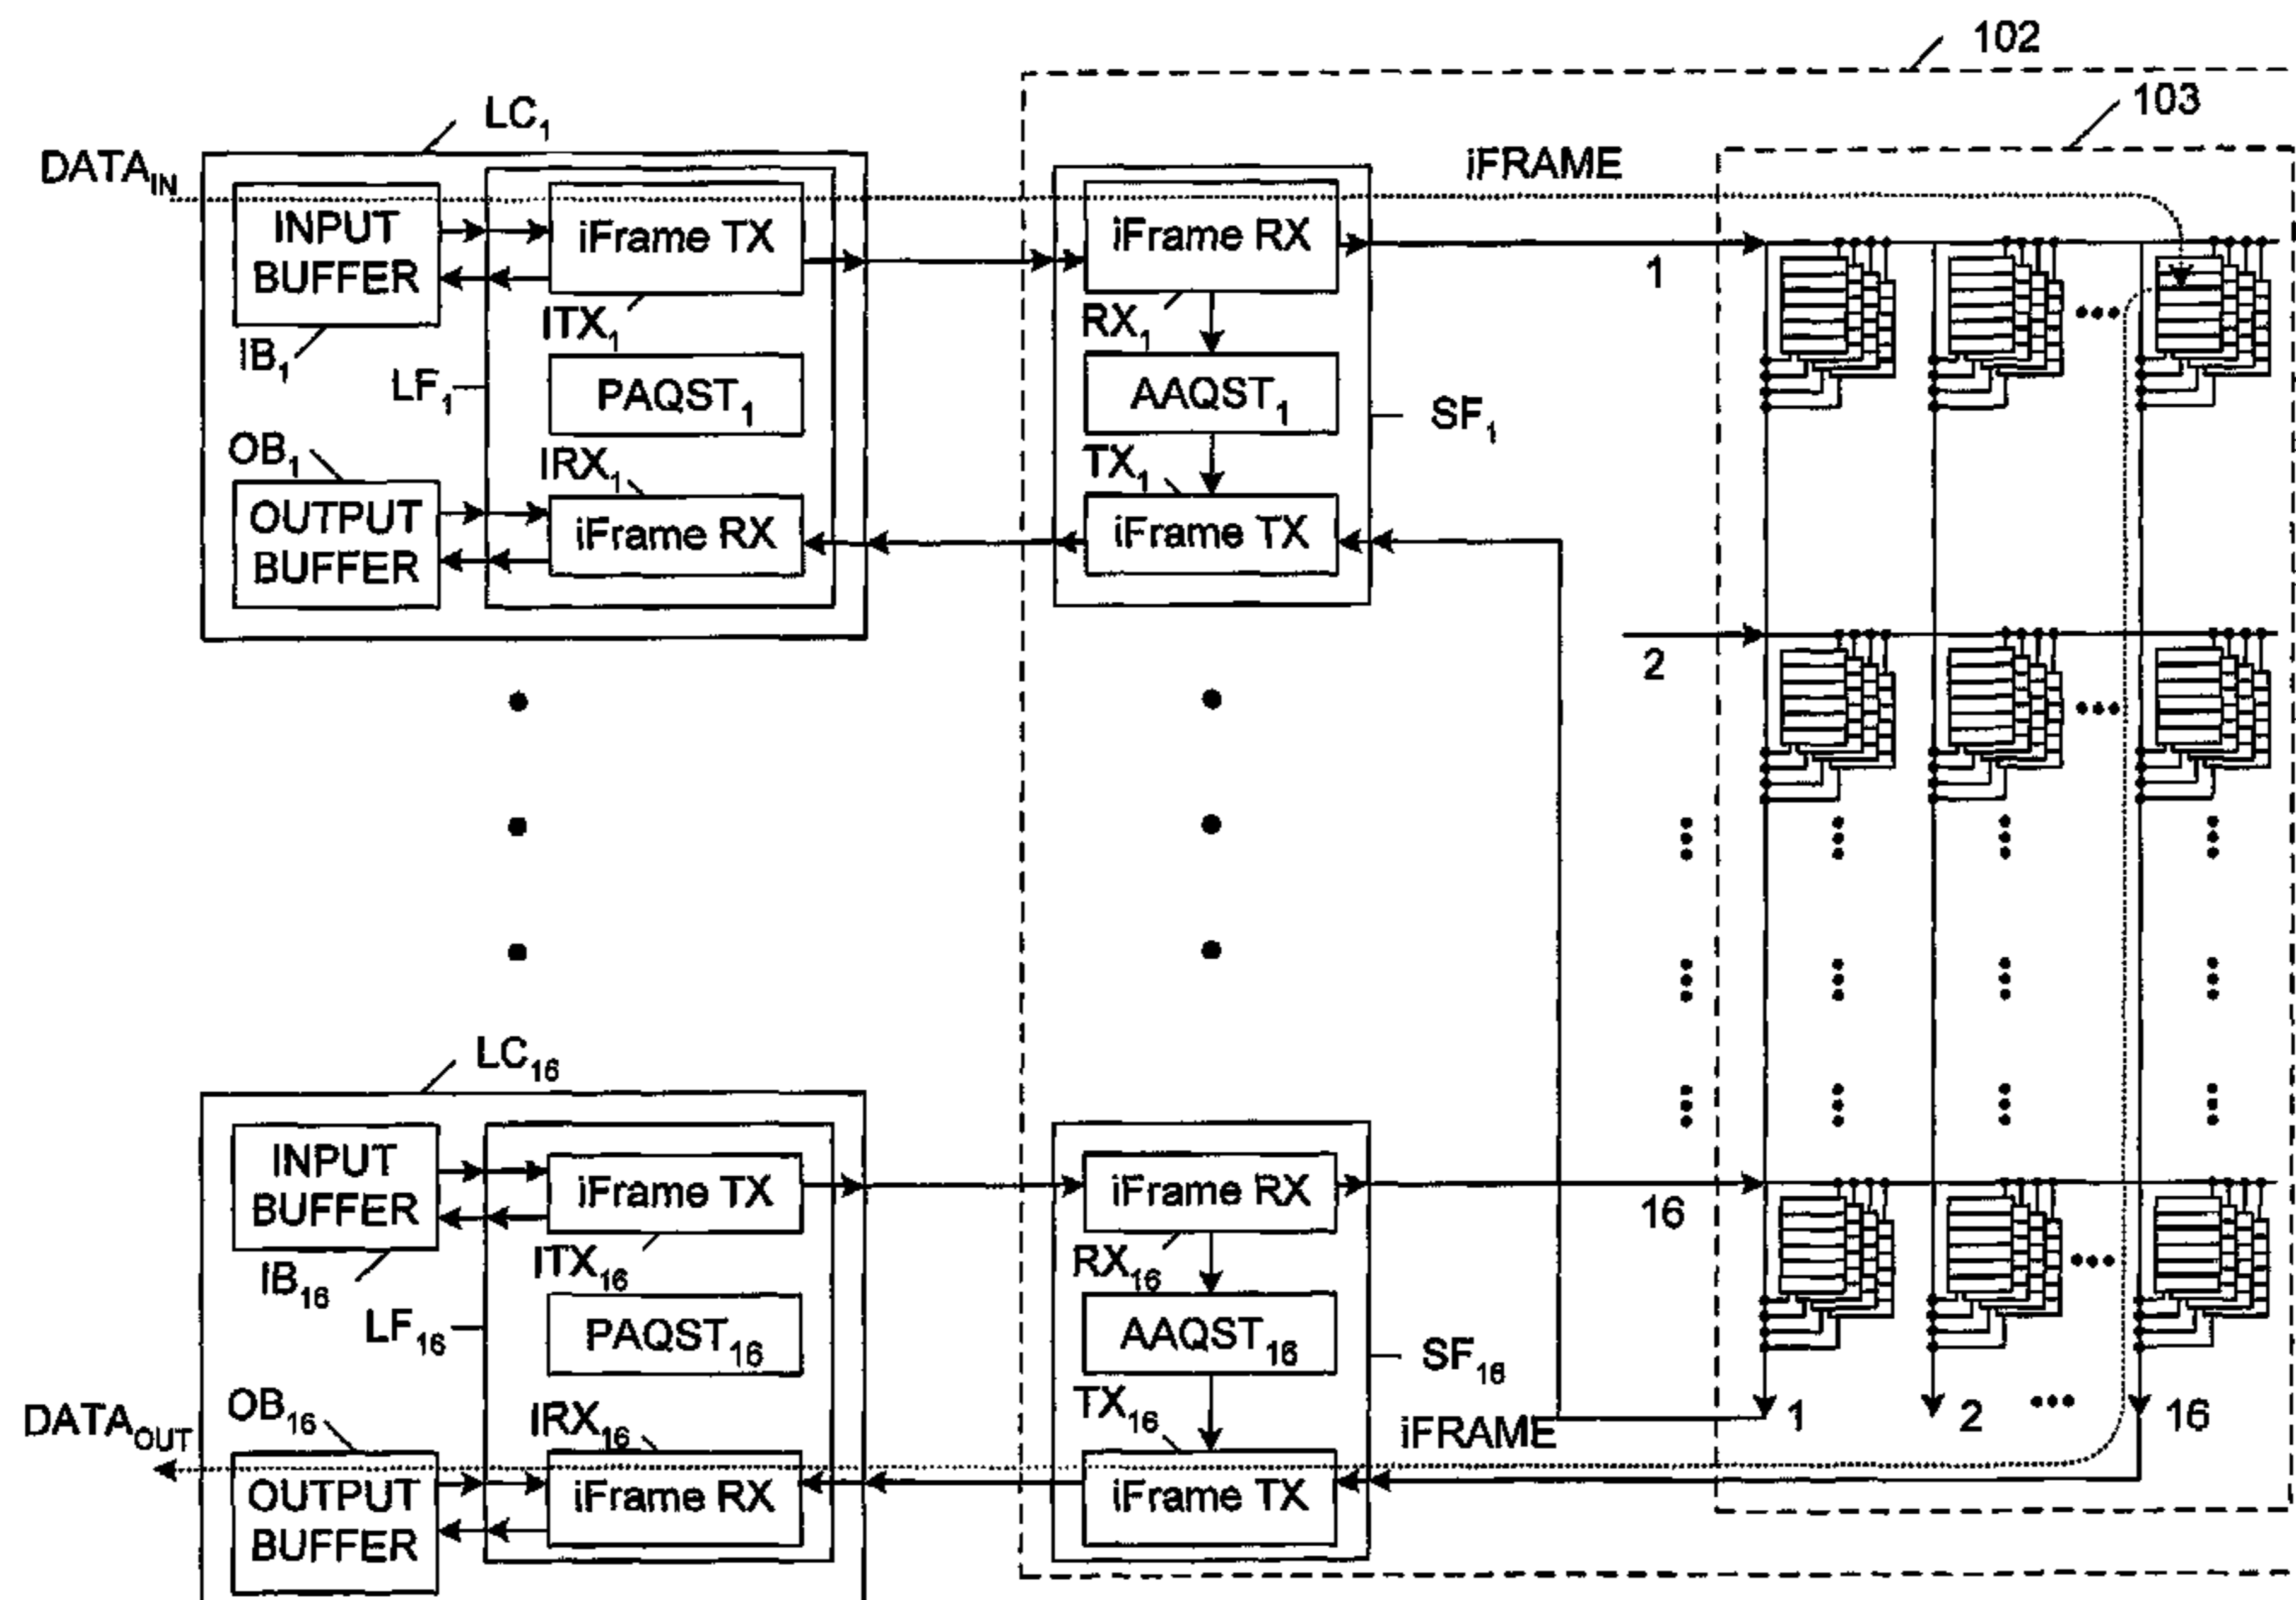 102
103
LC1
DATAIN
iFRAME
INPUT
BUFFER
iFrame TX
iFrame RX
1
ITX1
RX1
IB1
LF1
PAQST1
AAQST1
SF1
OB1
IRX1
TX1
OUTPUT
BUFFER
iFrame RX
iFrame TX
2
LC16
INPUT
BUFFER
iFrame TX
iFrame RX
16
ITX16
RX16
IB16
LF16
PAQST16
AAQST16
SF16
OB16
IRX16
TX16
DATAOUT
iFRAME
1
2
16
OUTPUT
BUFFER
iFrame RX
iFrame TX